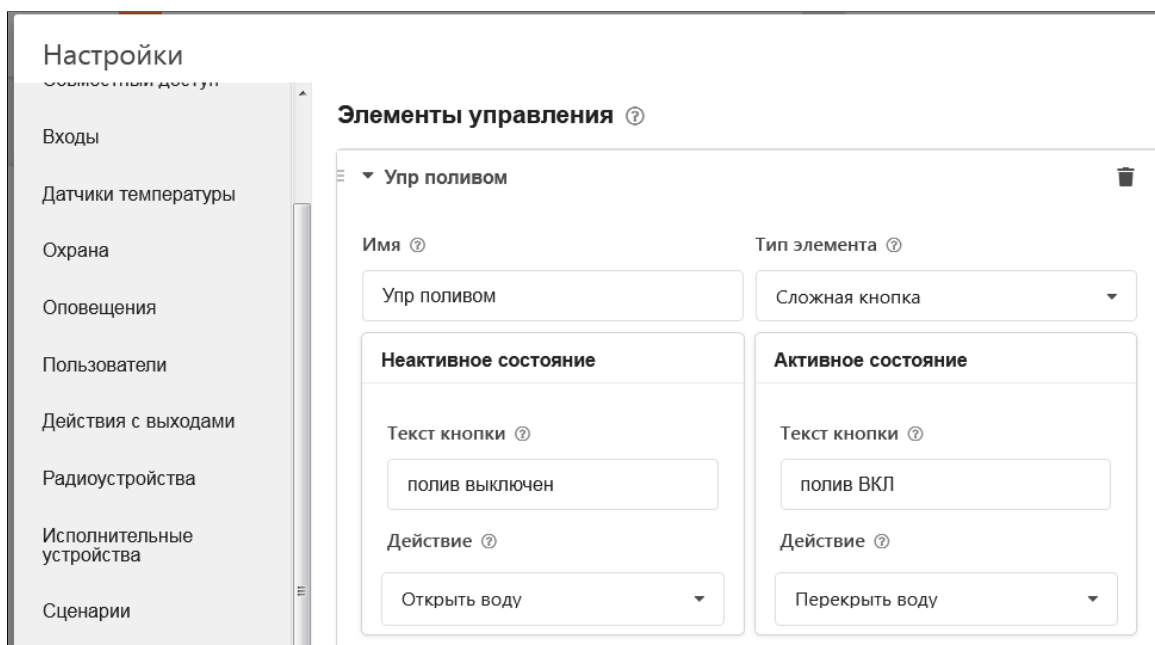 Настройки
Совместный доступ
Входы
Датчики температуры
Охрана
Оповещения
Пользователи
Действия с выходами
Радиоустройства
Исполнительные
устройства
Сценарии
Элементы управления
Упр поливом
Имя
Тип элемента
Упр поливом
Сложная кнопка
Неактивное состояние
Активное состояние
Текст кнопки
Текст кнопки
полив выключен
полив ВКЛ
Действие
Действие
Открыть воду
Перекрыть воду